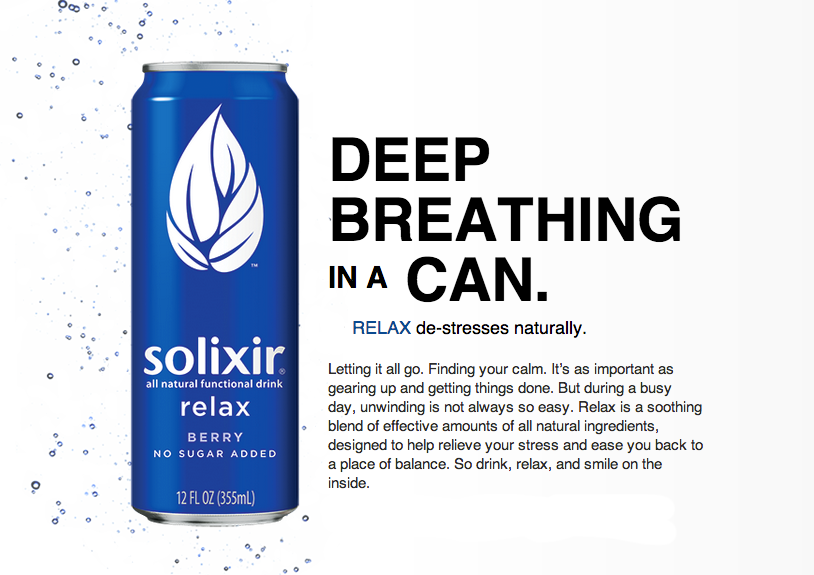 solixir®
all natural functional drink
relax
BERRY
NO SUGAR ADDED
12 FL OZ (355mL)
™
DEEP
BREATHING
IN A CAN.
RELAX de-stresses naturally.
Letting it all go. Finding your calm. It’s as important as
gearing up and getting things done. But during a busy
day, unwinding is not always so easy. Relax is a soothing
blend of effective amounts of all natural ingredients,
designed to help relieve your stress and ease you back to
a place of balance. So drink, relax, and smile on the
inside.